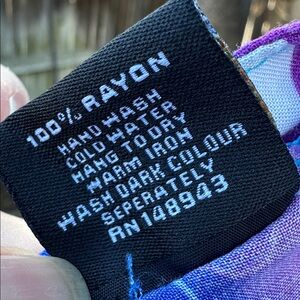 100% RAYON
HAND WASH
COLD WATER
HANG TO DRY
WARM IRON
WASH DARK COLOUR
SEPERATELY
RN148943